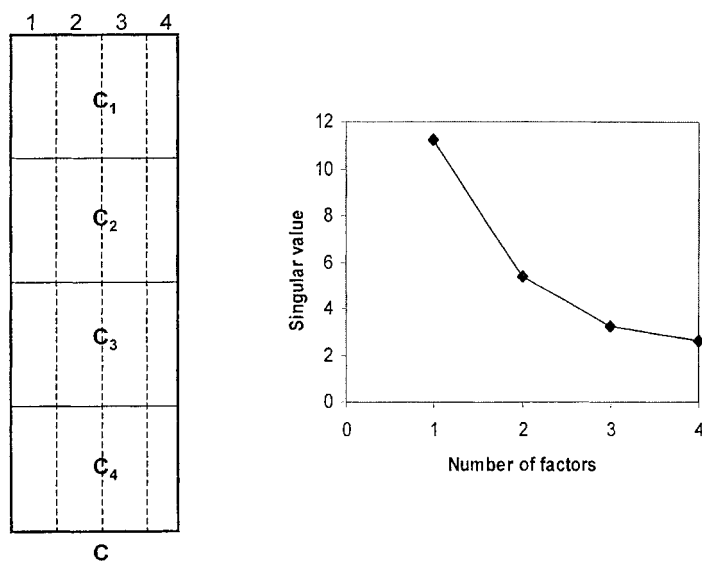 1 2 3 4
C₁
C₂
C₃
C₄
C
Singular value
12
10
8
6
4
2
0
0 1 2 3 4
Number of factors